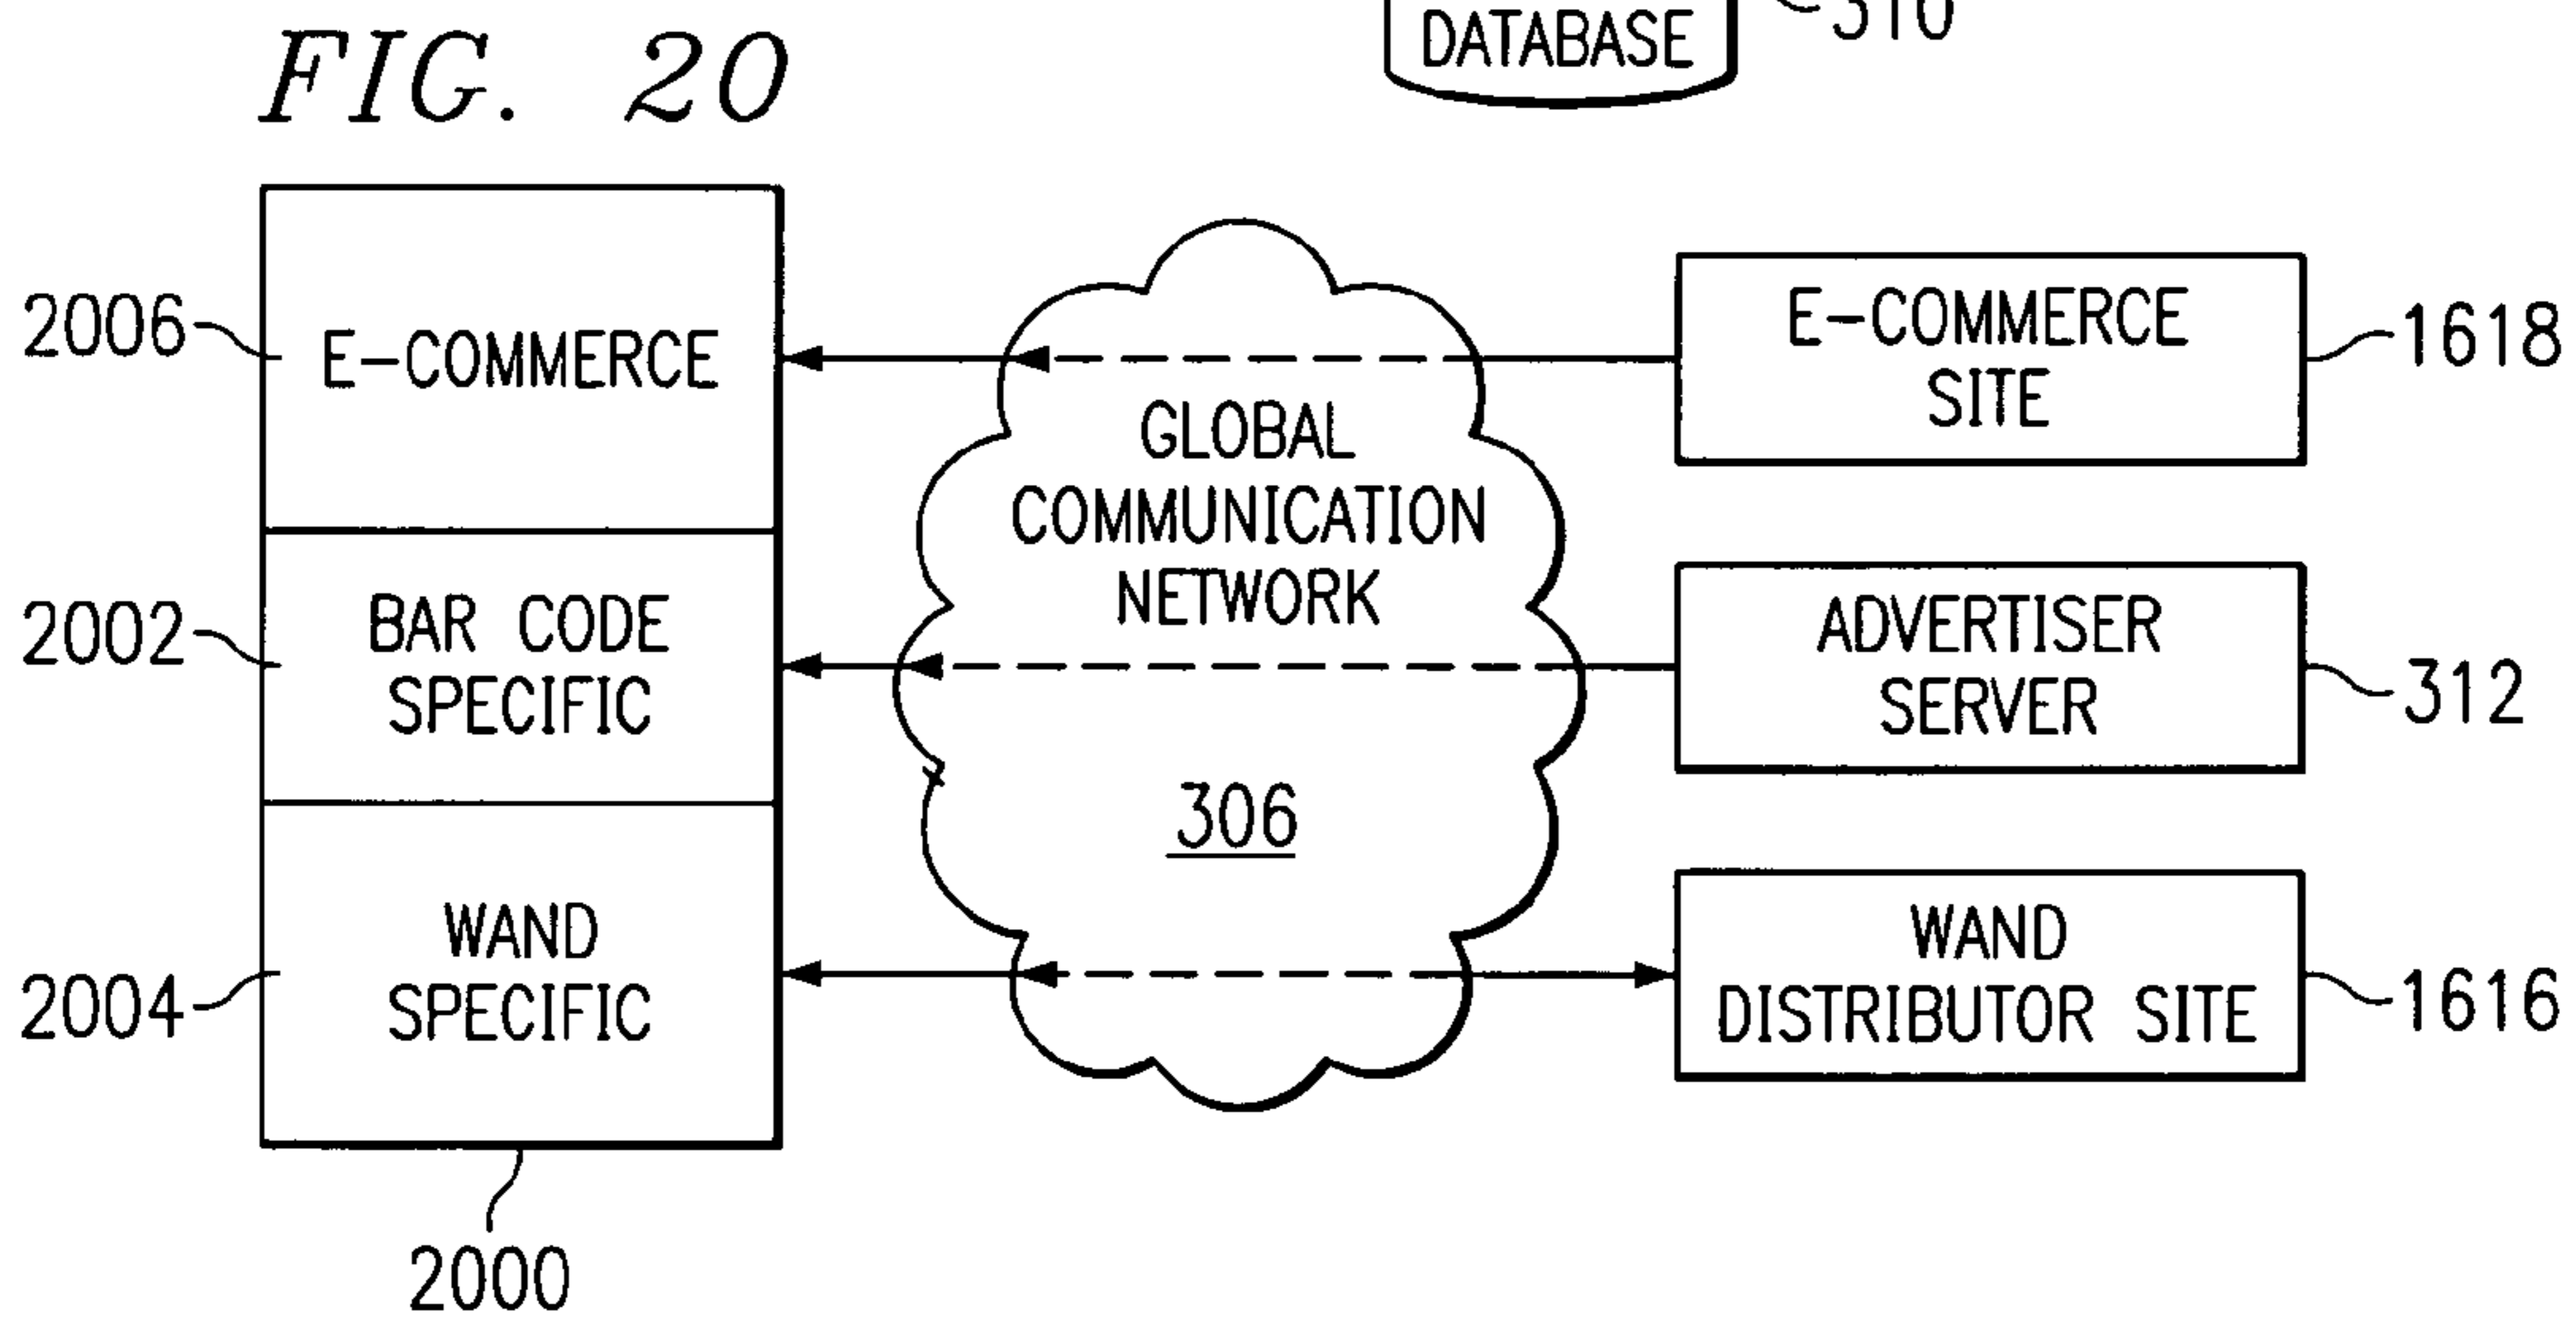 FIG. 20
DATABASE
310
2006
E-COMMERCE
2002
BAR CODE
SPECIFIC
2004
WAND
SPECIFIC
2000
GLOBAL
COMMUNICATION
NETWORK
306
E-COMMERCE
SITE
1618
ADVERTISER
SERVER
312
WAND
DISTRIBUTOR SITE
1616